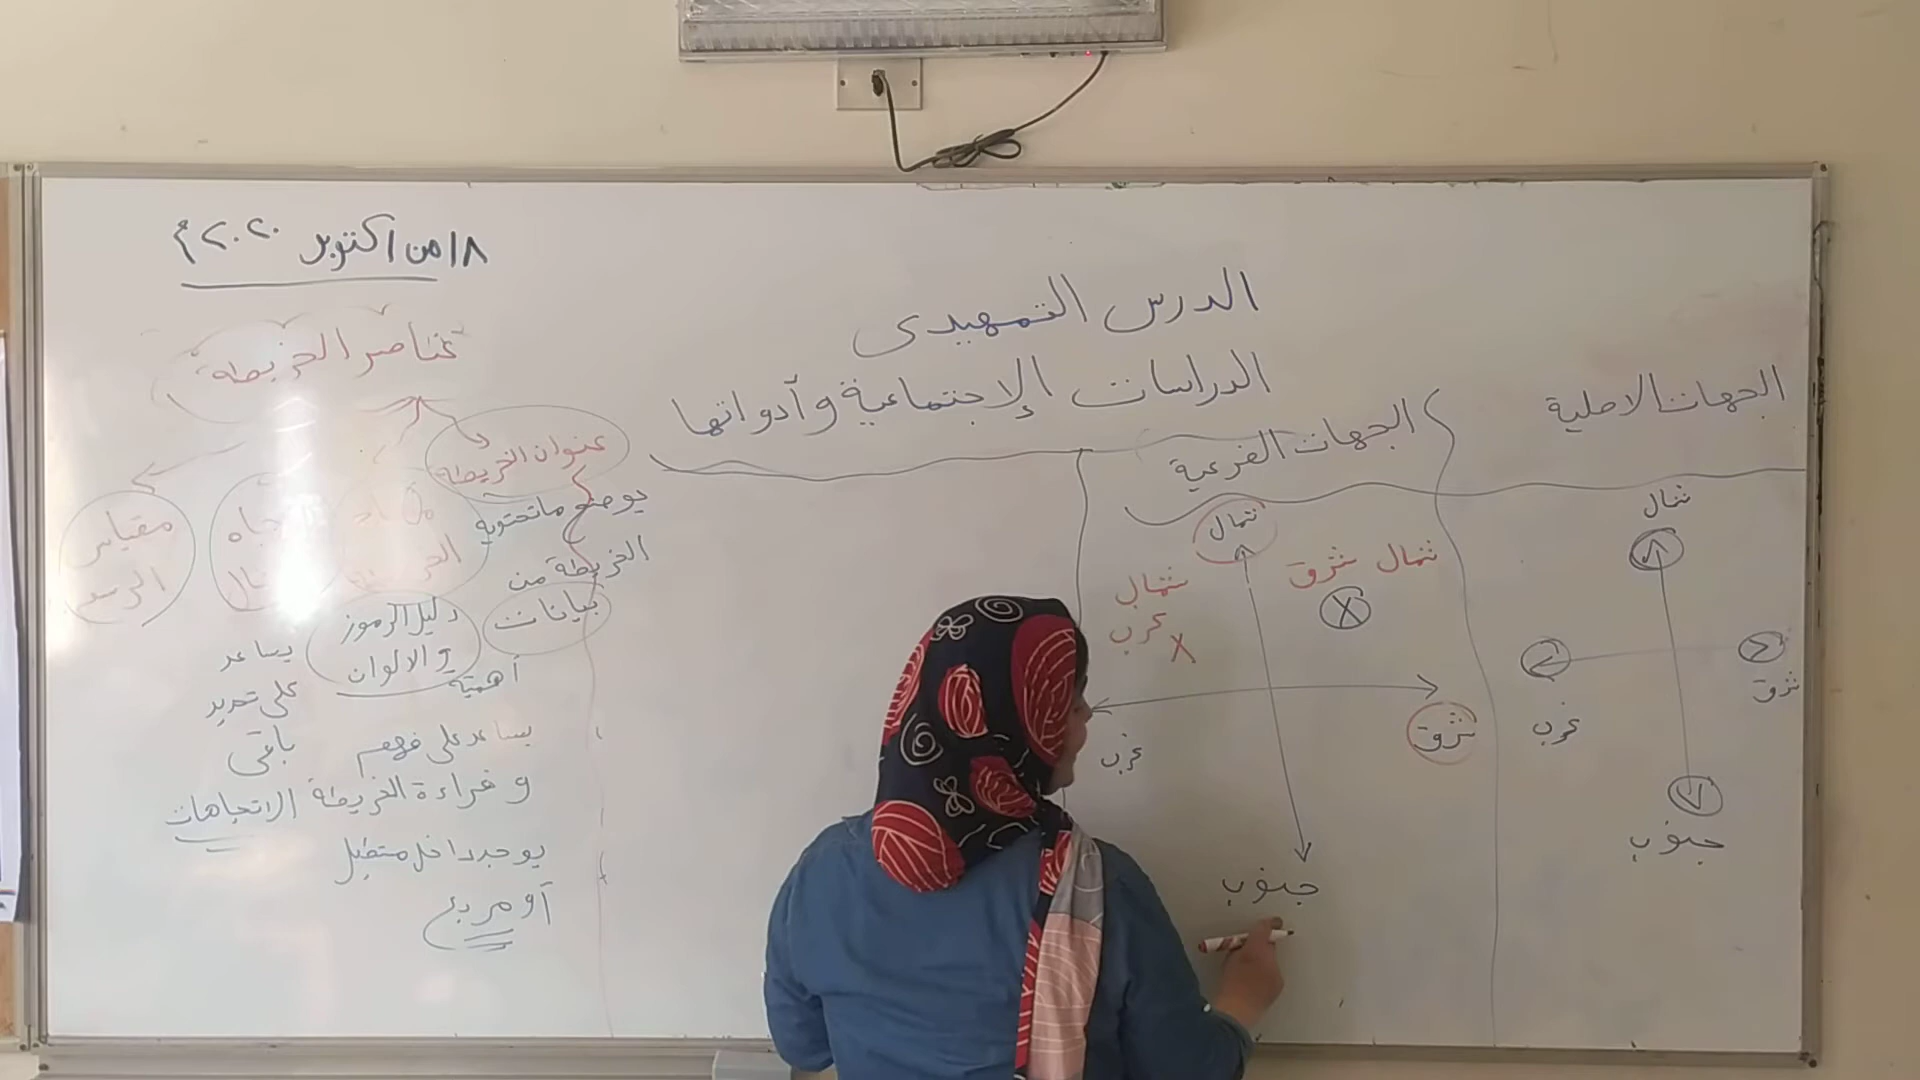 الدرس التمهيدى
الدراسات الإجتماعية وأدواتها
الجهات الاصلية
شمال
شرق
غرب
جنوب
الجهات الفرعية
شمال
شمال شرق
X
شمال
غرب
X
شرق
غرب
جنوب
١٨ من اكتوبر ٢٠٢٠م
عناصر الخريطة
عنوان الخريطة
يوضح ماتحتويه
الخريطة من
بيانات
دليل الرموز
و الالوان
أهميته
يساعد على فهم
و قراءة الخريطة
يوجد داخل مستطيل
أو مربع
يساعد
على تحديد
باقى
الاتجاهات
مقياس
الرسم